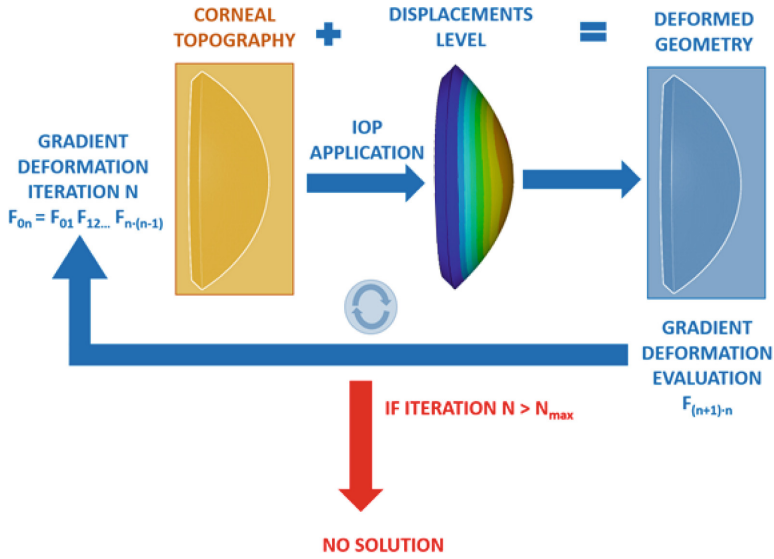 CORNEAL
TOPOGRAPHY
+
DISPLACEMENTS
LEVEL
=
DEFORMED
GEOMETRY
GRADIENT
DEFORMATION
ITERATION N
F₀ₙ = F₀₁ F₁₂... Fₙ.₍ₙ₋₁₎
IOP
APPLICATION
GRADIENT
DEFORMATION
EVALUATION
F₍ₙ₊₁₎.ₙ
IF ITERATION N > Nₘₐₓ
NO SOLUTION